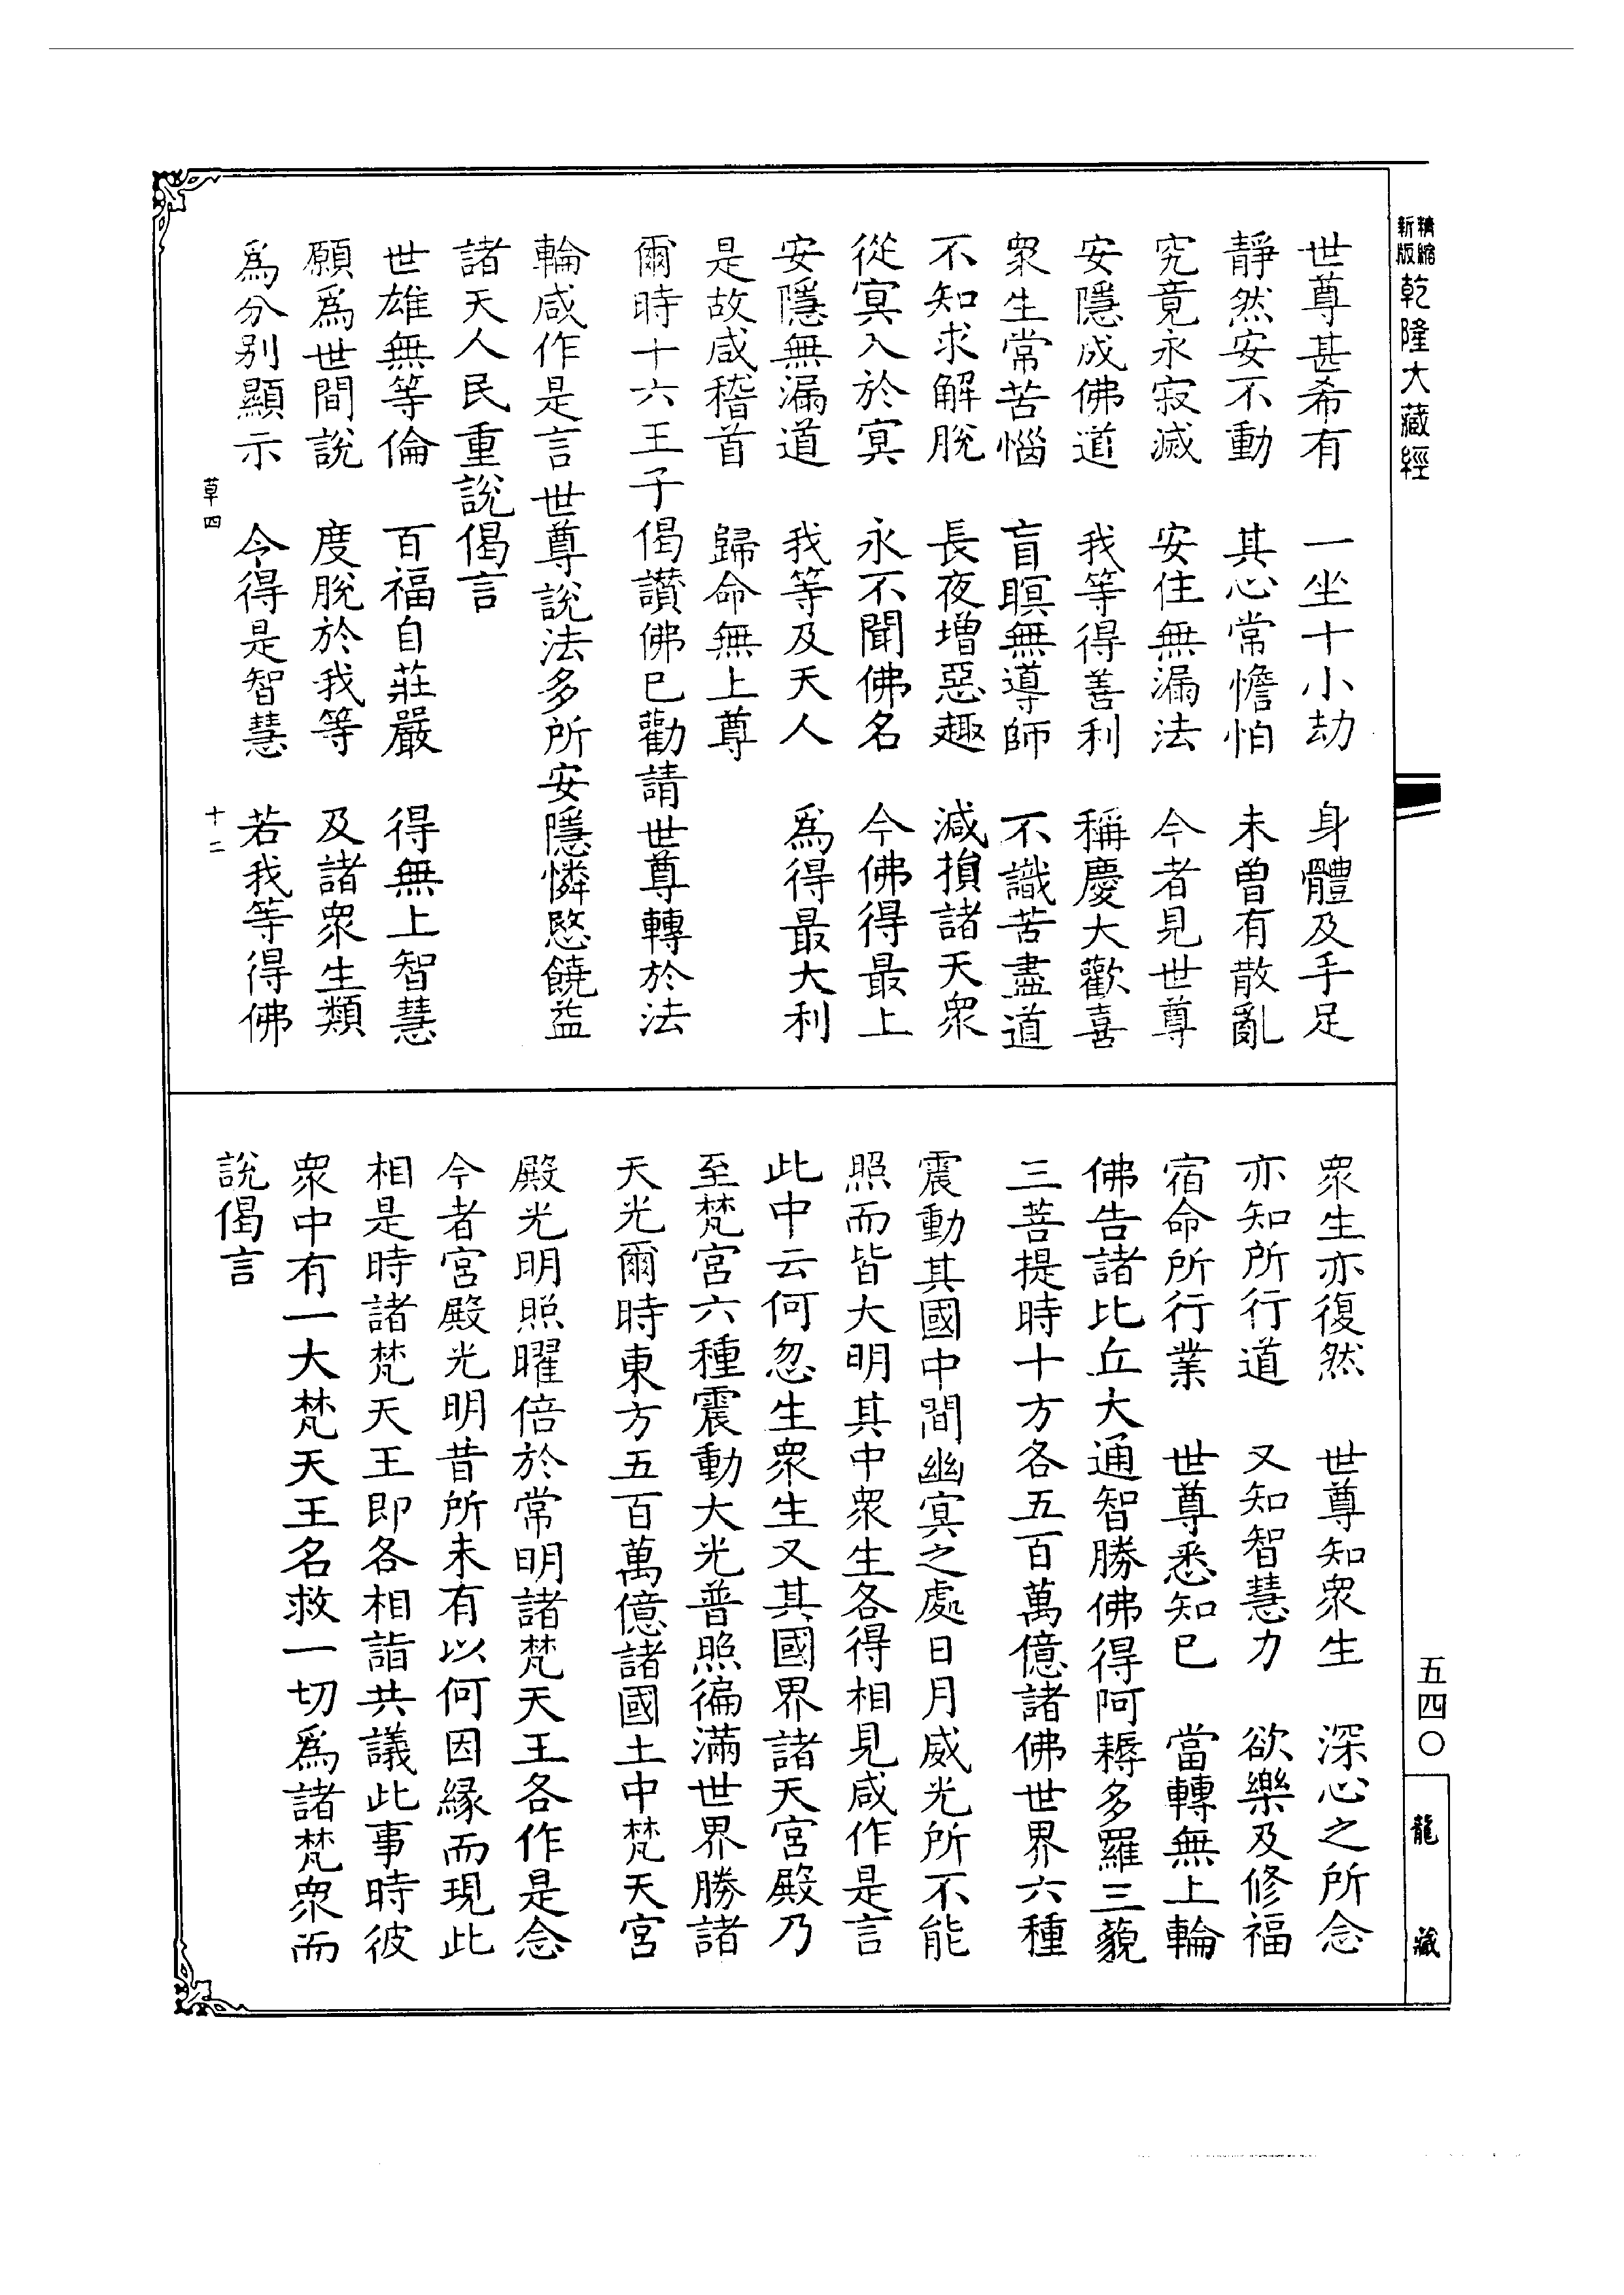 精縮新版乾隆大藏經
世尊甚希有　一坐十小劫　身體及手足
靜然安不動　其心常憺怕　未曾有散亂
究竟永寂滅　安住無漏法　今者見世尊
安隱成佛道　我等得善利　稱慶大歡喜
衆生常苦惱　盲瞑無導師　不識苦盡道
不知求解脫　長夜增惡趣　減損諸天衆
從冥入於冥　永不聞佛名　今佛得最上
安隱無漏道　我等及天人　爲得最大利
是故咸稽首　歸命無上尊
爾時十六王子偈讚佛已勸請世尊轉於法
輪咸作是言世尊說法多所安隱憐愍饒益
諸天人民重說偈言
世雄無等倫　百福自莊嚴　得無上智慧
願爲世間說　度脫於我等　及諸衆生類
爲分別顯示　令得是智慧　若我等得佛
草四　十二
衆生亦復然　世尊知衆生　深心之所念
亦知所行道　又知智慧力　欲樂及修福
宿命所行業　世尊悉知已　當轉無上輪
佛告諸比丘大通智勝佛得阿耨多羅三藐
三菩提時十方各五百萬億諸佛世界六種
震動其國中間幽冥之處日月威光所不能
照而皆大明其中衆生各得相見咸作是言
此中云何忽生衆生又其國界諸天宮殿乃
至梵宮六種震動大光普照徧滿世界勝諸
天光爾時東方五百萬億諸國土中梵天宮
殿光明照曜倍於常明諸梵天王各作是念
今者宮殿光明昔所未有以何因緣而現此
相是時諸梵天王即各相詣共議此事時彼
衆中有一大梵天王名救一切爲諸梵衆而
說偈言
五四〇
龍藏